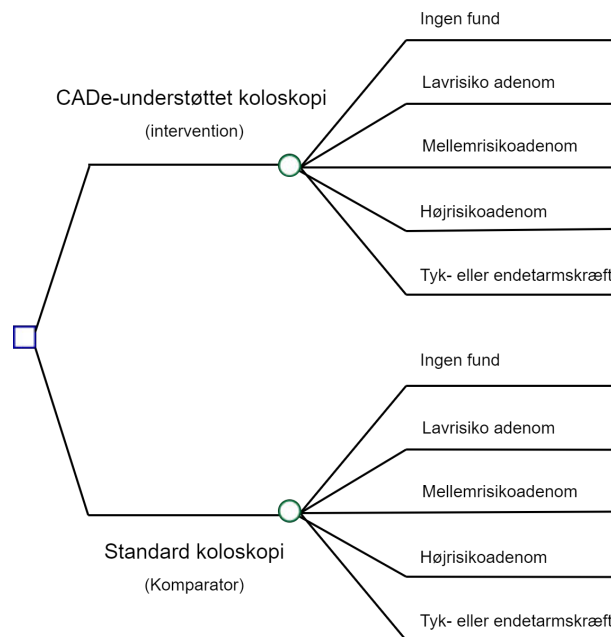 Ingen fund
Lavrisiko adenom
CADe-understøttet koloskopi
(intervention)
Mellemrisikoadenom
Højrisikoadenom
Tyk- eller endetarmskræft
Ingen fund
Lavrisiko adenom
Mellemrisikoadenom
Standard koloskopi
(Komparator)
Højrisikoadenom
Tyk- eller endetarmskræft